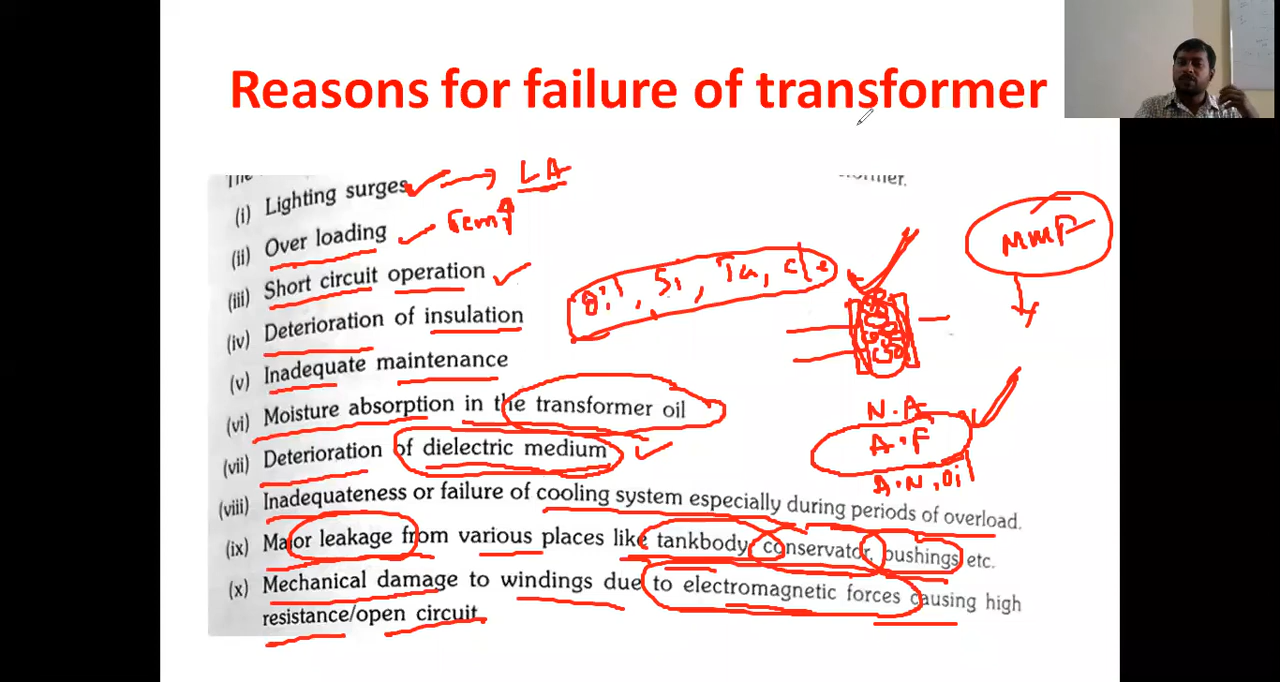 Reasons for failure of transformer
(i) Lighting surges → LA
(ii) Over loading Tem↑
(iii) Short circuit operation
Oil, Si,
MMF
(iv) Deterioration of insulation
(v) Inadequate maintenance
(vi) Moisture absorption in the transformer oil
N.A
A.F
(vii) Deterioration of dielectric medium
A.N.Oil
(viii) Inadequateness or failure of cooling system especially during periods of overload.
(ix) Major leakage from various places like tankbody, conservator, bushings etc.
(x) Mechanical damage to windings due to electromagnetic forces causing high
resistance/open circuit